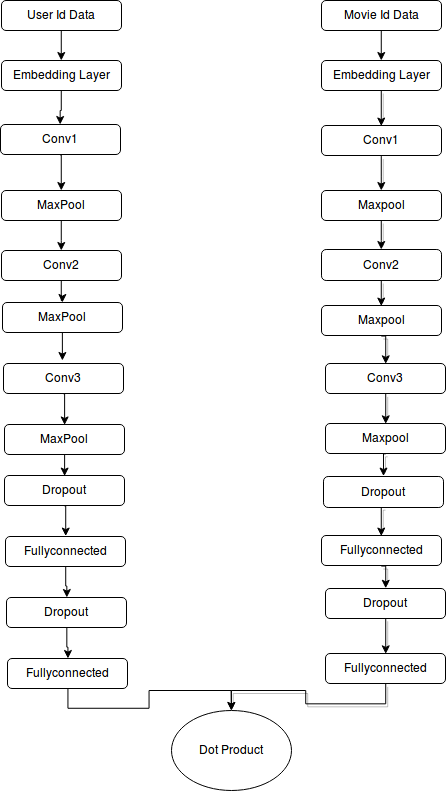 User Id Data
Embedding Layer
Conv1
MaxPool
Conv2
MaxPool
Conv3
MaxPool
Dropout
Fullyconnected
Dropout
Fullyconnected
Movie Id Data
Embedding Layer
Conv1
Maxpool
Conv2
Maxpool
Conv3
Maxpool
Dropout
Fullyconnected
Dropout
Fullyconnected
Dot Product